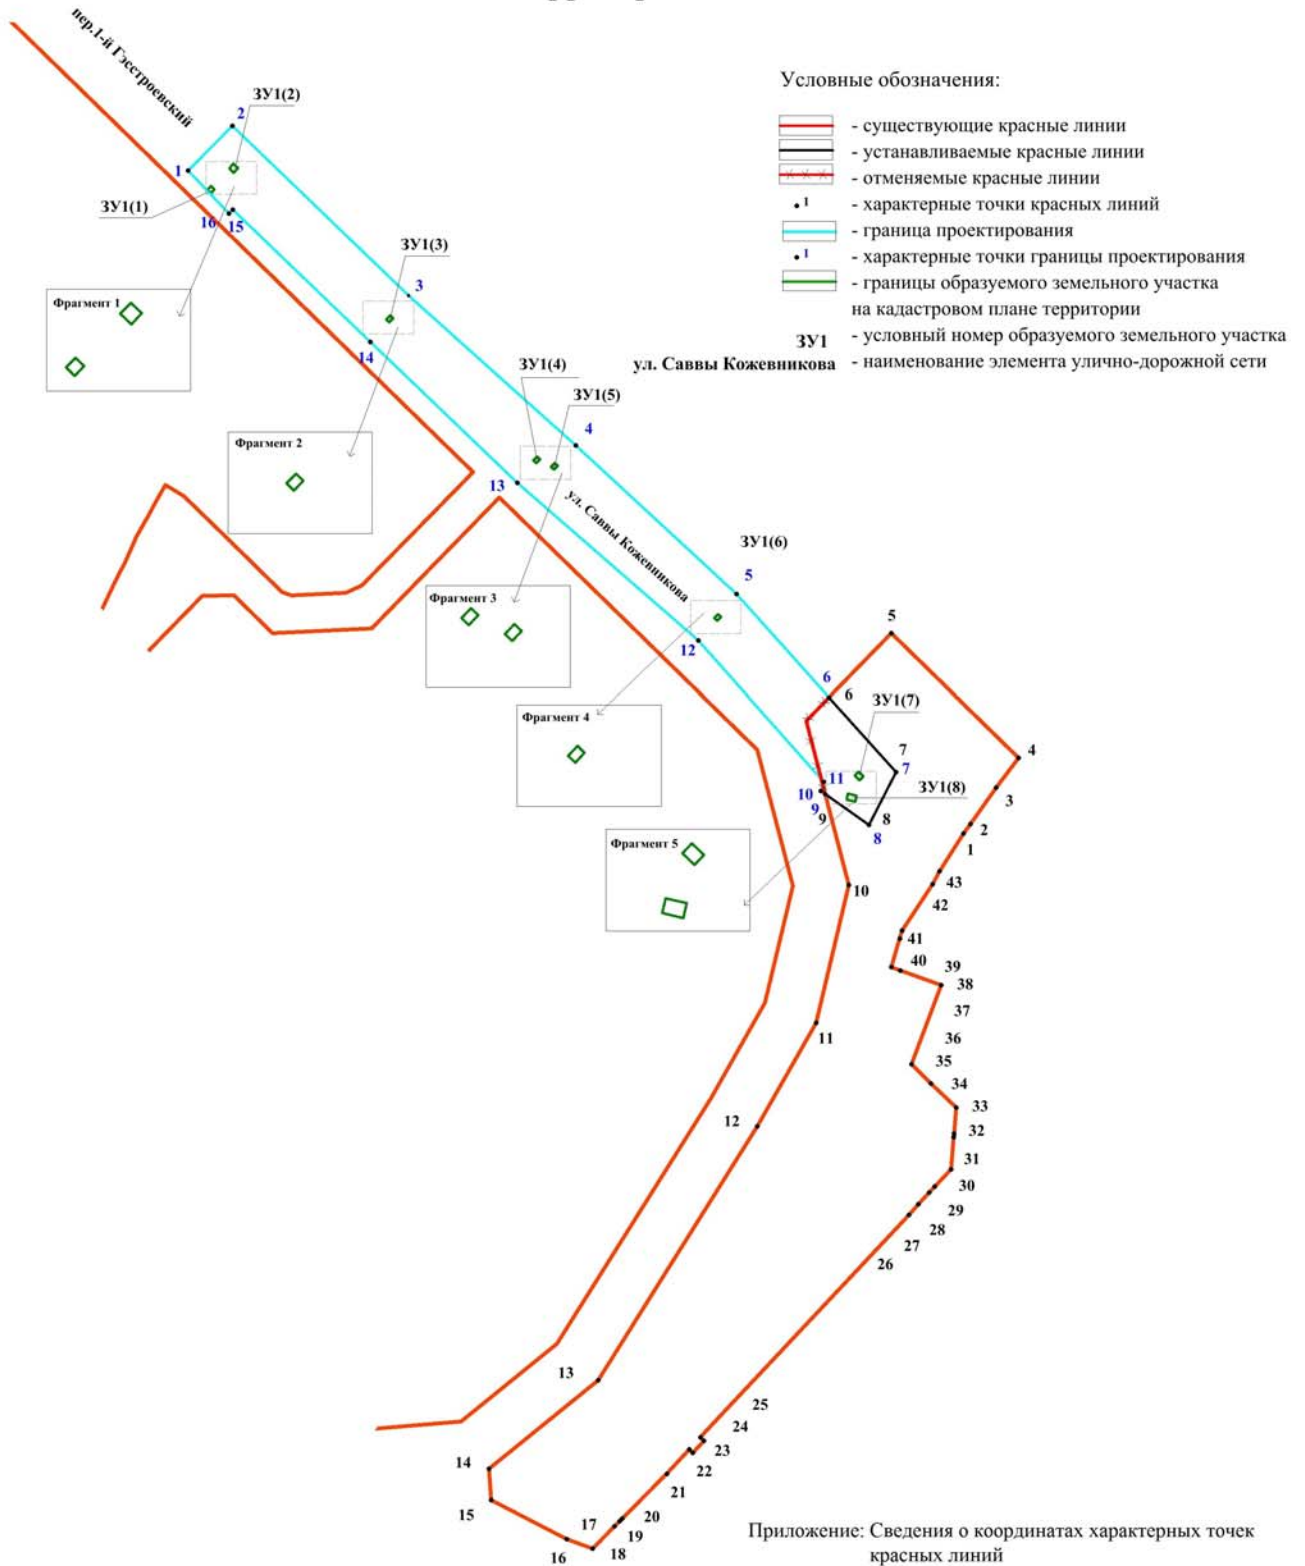 пер.1-й Гэсстроевский
Условные обозначения:
- существующие красные линии
- устанавливаемые красные линии
- отменяемые красные линии
1 - характерные точки красных линий
- граница проектирования
1 - характерные точки границы проектирования
- границы образуемого земельного участка
на кадастровом плане территории
ЗУ1 - условный номер образуемого земельного участка
ул. Саввы Кожевникова - наименование элемента улично-дорожной сети
ЗУ1(2)
2
1
ЗУ1(1)
16
15
ЗУ1(3)
3
Фрагмент 1
14
ЗУ1(4)
ЗУ1(5)
4
Фрагмент 2
13
ул. Саввы Кожевникова
ЗУ1(6)
5
Фрагмент 3
12
5
6
6
ЗУ1(7)
Фрагмент 4
7
7
4
11
10
ЗУ1(8)
3
9
9
8
8
2
Фрагмент 5
1
43
10
42
41
40
39
38
37
11
36
35
34
33
12
32
31
30
29
28
27
26
13
25
24
23
14
22
21
15
20
17
19
16
18
Приложение: Сведения о координатах характерных точек
красных линий